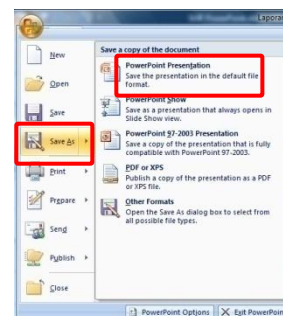 Lapora
New
Open
Save
Save As
Print
Prepare
Send
Publish
Close
Save a copy of the document
PowerPoint Presentation
Save the presentation in the default file
format.
PowerPoint Show
Save as a presentation that always opens in
Slide Show view.
PowerPoint 97-2003 Presentation
Save a copy of the presentation that is fully
compatible with PowerPoint 97-2003.
PDF or XPS
Publish a copy of the presentation as a PDF
or XPS file.
Other Formats
Open the Save As dialog box to select from
all possible file types.
PowerPoint Options
X Exit PowerPoin